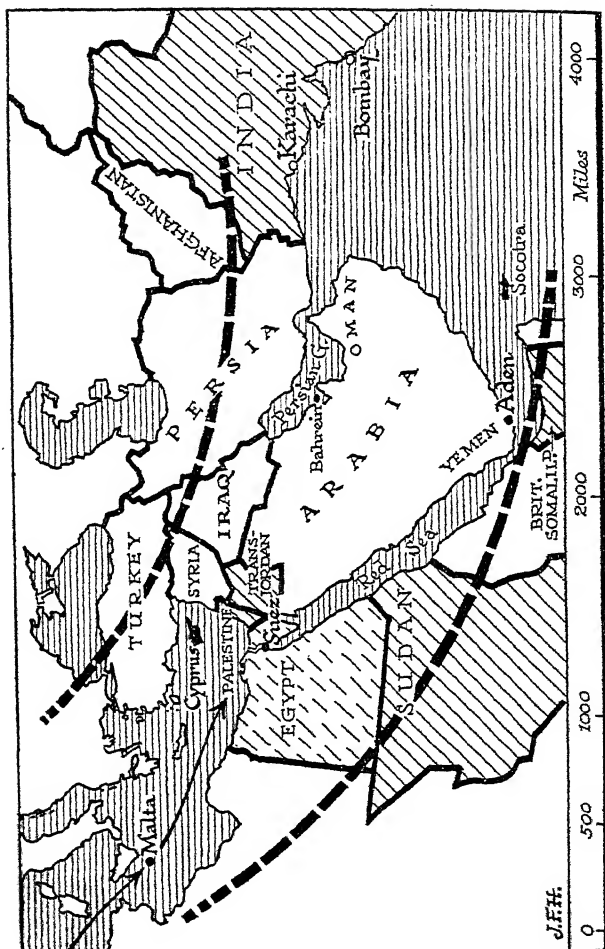 TURKEY
AFGHANISTAN
Malta
Cyprus
SYRIA
PERSIA
INDIA
IRAQ
PALESTINE
TRANS-
JORDAN
Suez
Persian G.
Karachi
Bahrein
OMAN
Bombay
EGYPT
ARABIA
Red Sea
SUDAN
YEMEN
Aden
Socotra
BRIT.
SOMALILD.
J.F.H.
0
500
1000
2000
3000
Miles
4000